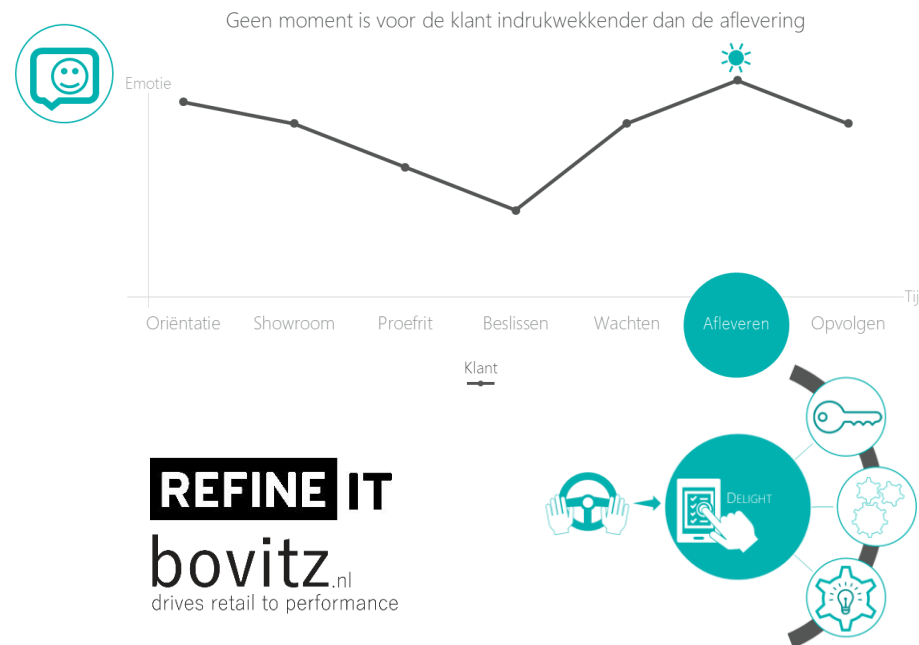 Geen moment is voor de klant indrukwekkender dan de aflevering
Emotie
Tij
Oriëntatie Showroom Proefrit Beslissen Wachten Afleveren Opvolgen
Klant
REFINE IT
DELIGHT
bovitz.nl
drives retail to performance